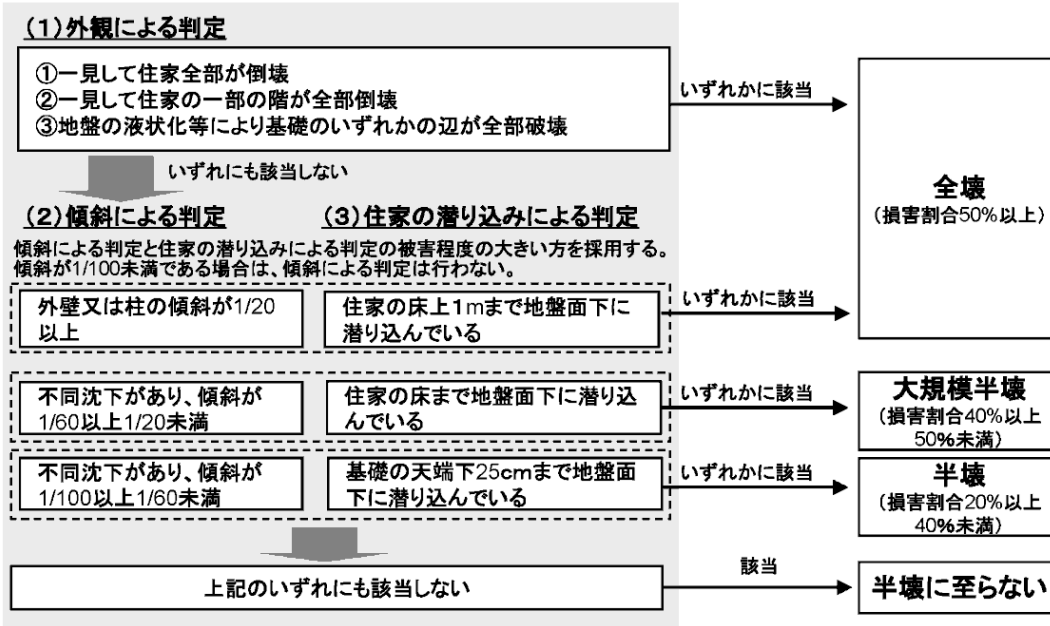 (1)外観による判定
①一見して住家全部が倒壊
②一見して住家の一部の階が全部倒壊
③地盤の液状化等により基礎のいずれかの辺が全部破壊
いずれかに該当
全壊
(損害割合50%以上)
いずれにも該当しない
(2)傾斜による判定
(3)住家の潜り込みによる判定
傾斜による判定と住家の潜り込みによる判定の被害程度の大きい方を採用する。
傾斜が1/100未満である場合は、傾斜による判定は行わない。
外壁又は柱の傾斜が1/20
以上
住家の床上1mまで地盤面下に
潜り込んでいる
いずれかに該当
不同沈下があり、傾斜が
1/60以上1/20未満
住家の床まで地盤面下に潜り込
んでいる
いずれかに該当
大規模半壊
(損害割合40%以上
50%未満)
不同沈下があり、傾斜が
1/100以上1/60未満
基礎の天端下25cmまで地盤面
下に潜り込んでいる
いずれかに該当
半壊
(損害割合20%以上
40%未満)
上記のいずれにも該当しない
該当
半壊に至らない